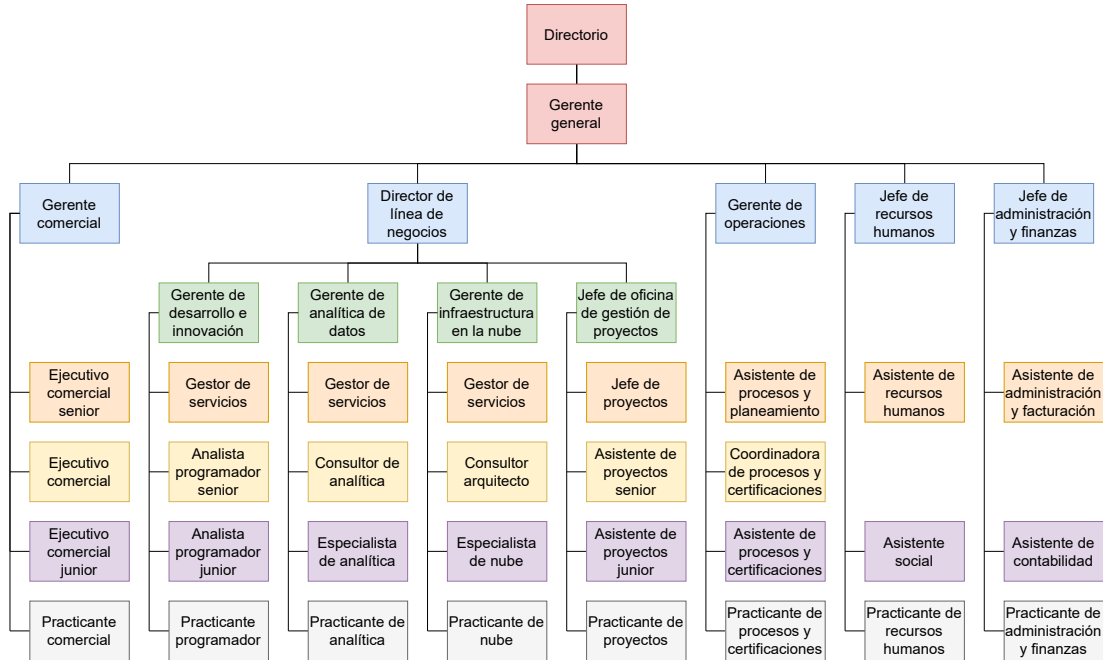 Directorio
Gerente
general
Gerente
comercial
Director de
línea de
negocios
Gerente de
operaciones
Jefe de
recursos
humanos
Jefe de
administración
y finanzas
Gerente de
desarrollo e
innovación
Gerente de
analítica de
datos
Gerente de
infraestructura
en la nube
Jefe de oficina
de gestión de
proyectos
Ejecutivo
comercial
senior
Gestor de
servicios
Gestor de
servicios
Gestor de
servicios
Jefe de
proyectos
Asistente de
procesos y
planeamiento
Asistente de
recursos
humanos
Asistente de
administración
y facturación
Ejecutivo
comercial
Analista
programador
senior
Consultor de
analítica
Consultor
arquitecto
Asistente de
proyectos
senior
Coordinadora
de procesos y
certificaciones
Ejecutivo
comercial
junior
Analista
programador
junior
Especialista
de analítica
Especialista
de nube
Asistente de
proyectos
junior
Asistente de
procesos y
certificaciones
Asistente
social
Asistente de
contabilidad
Practicante
comercial
Practicante
programador
Practicante de
analítica
Practicante de
nube
Practicante de
proyectos
Practicante de
procesos y
certificaciones
Practicante de
recursos
humanos
Practicante de
administración
y finanzas